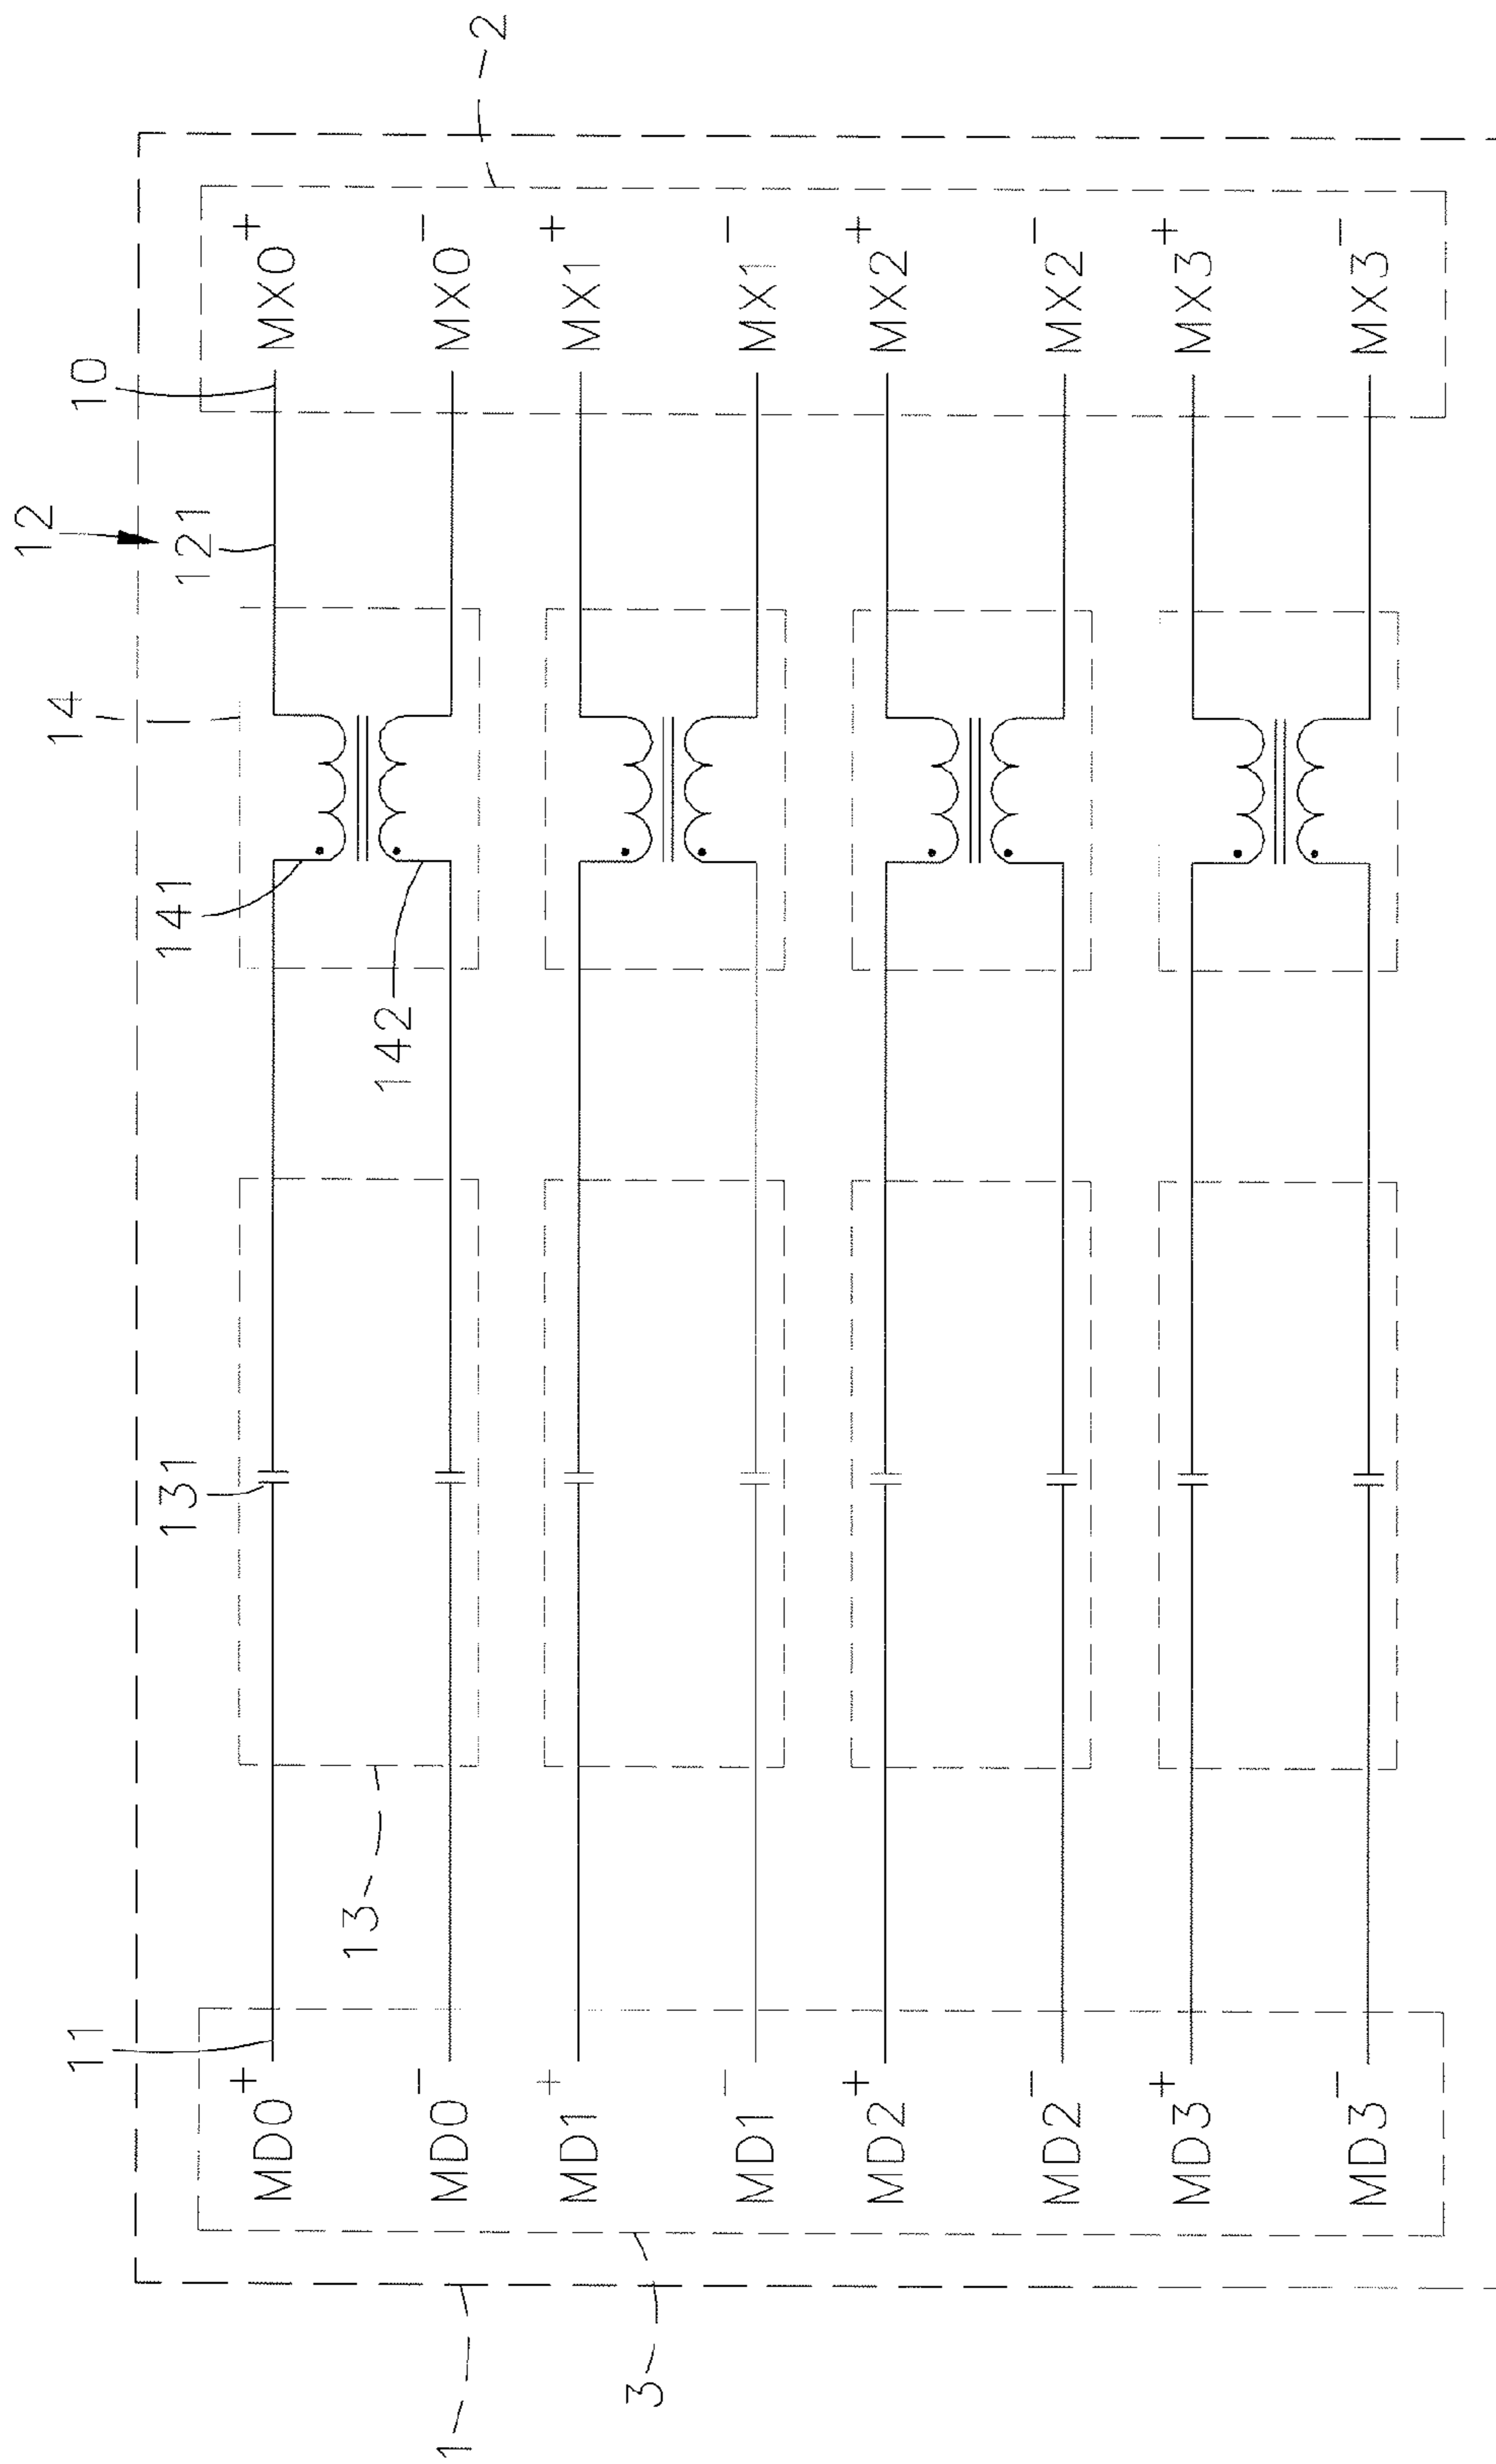 1
3
2
11
10
12
121
13
131
14
141
142
MD0+
MX0+
MD0-
MX0-
MD1+
MX1+
MD1-
MX1-
MD2+
MX2+
MD2-
MX2-
MD3+
MX3+
MD3-
MX3-